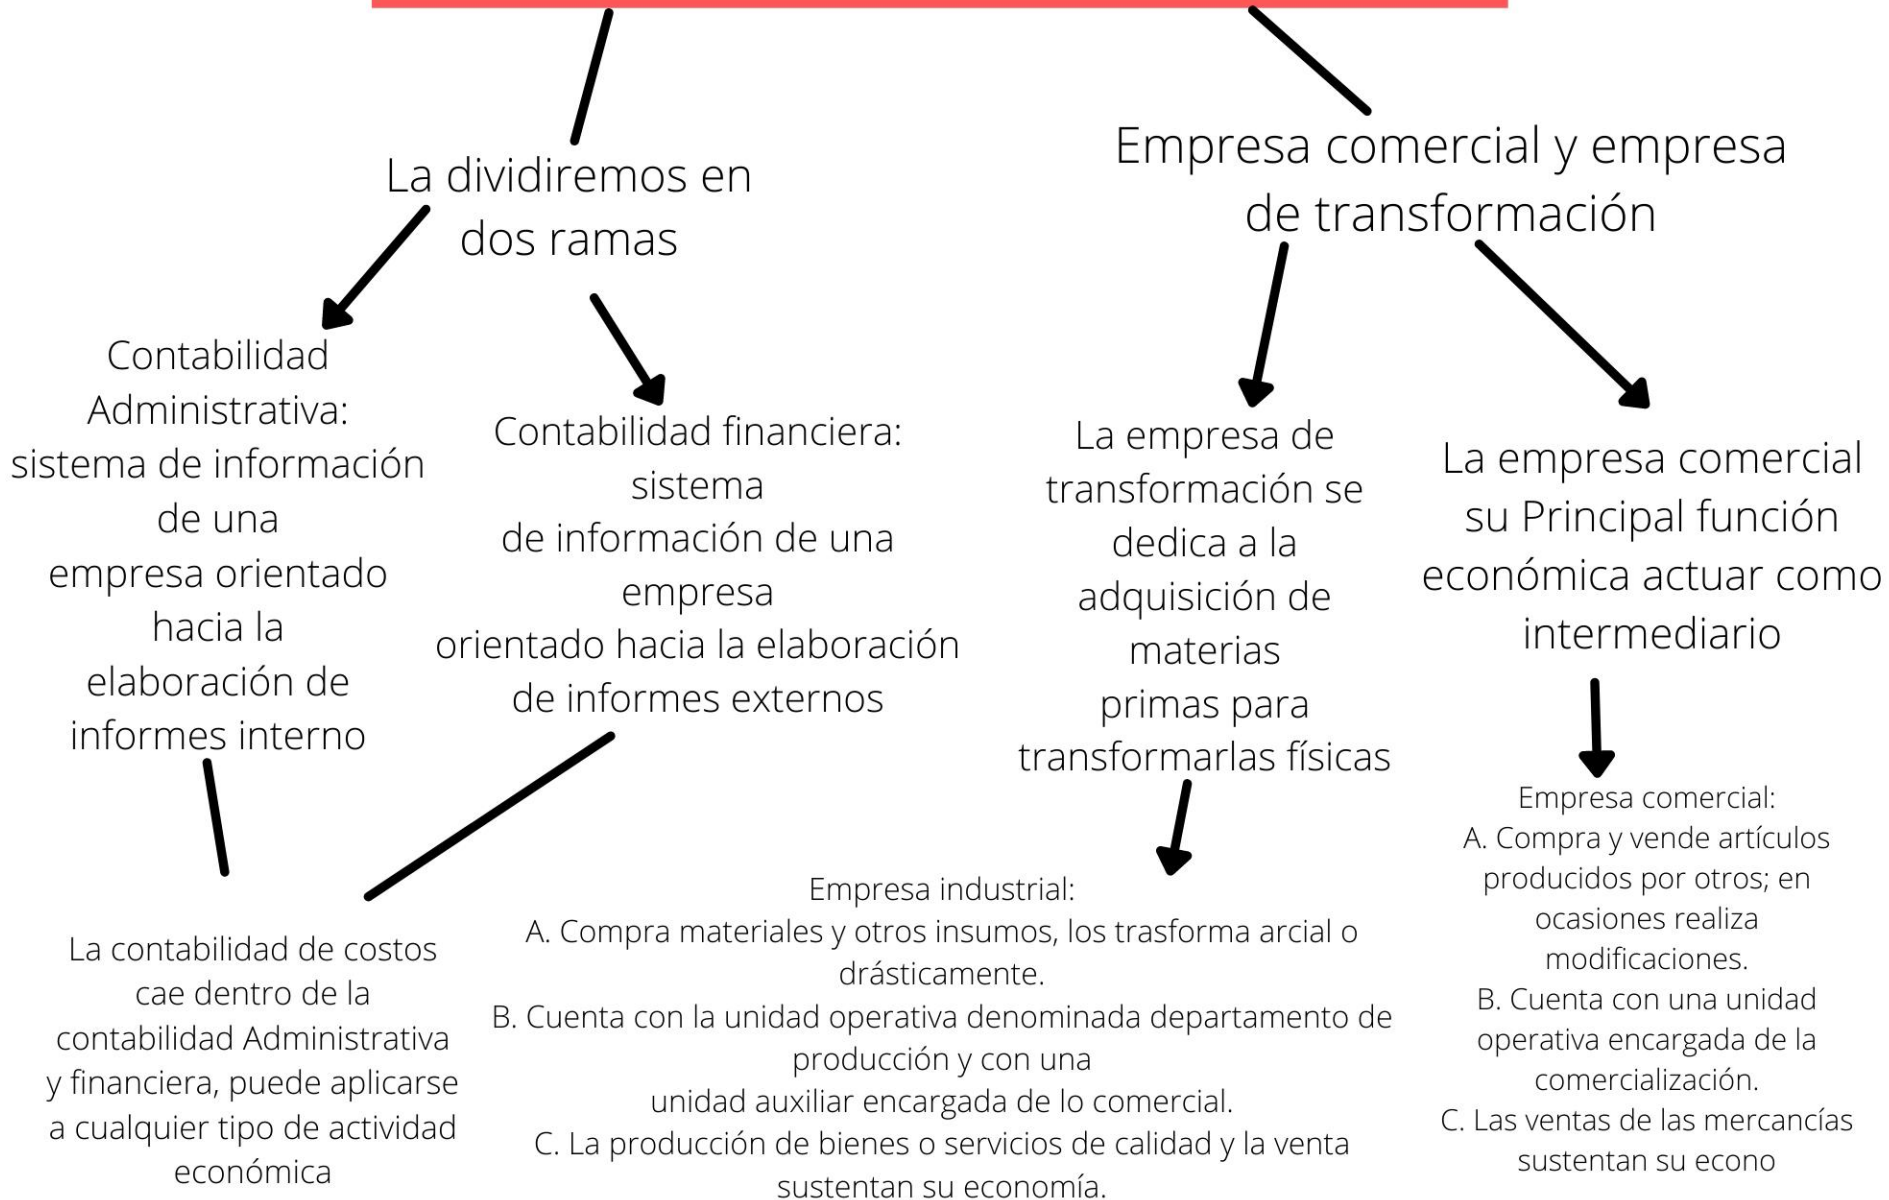 La dividiremos en
dos ramas
Contabilidad
Administrativa:
sistema de información
de una
empresa orientado
hacia la
elaboración de
informes interno
Contabilidad financiera:
sistema
de información de una
empresa
orientado hacia la elaboración
de informes externos
La contabilidad de costos
cae dentro de la
contabilidad Administrativa
y financiera, puede aplicarse
a cualquier tipo de actividad
económica
Empresa comercial y empresa
de transformación
La empresa de
transformación se
dedica a la
adquisición de
materias
primas para
transformarlas físicas
Empresa industrial:
A. Compra materiales y otros insumos, los trasforma arcial o
drásticamente.
B. Cuenta con la unidad operativa denominada departamento de
producción y con una
unidad auxiliar encargada de lo comercial.
C. La producción de bienes o servicios de calidad y la venta
sustentan su economía.
La empresa comercial
su Principal función
económica actuar como
intermediario
Empresa comercial:
A. Compra y vende artículos
producidos por otros; en
ocasiones realiza
modificaciones.
B. Cuenta con una unidad
operativa encargada de la
comercialización.
C. Las ventas de las mercancías
sustentan su econo